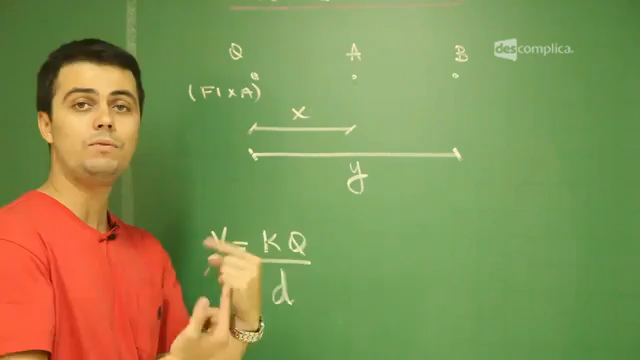 descomplica.
Q A B
(FIXA)
x
y
V = KQ
d